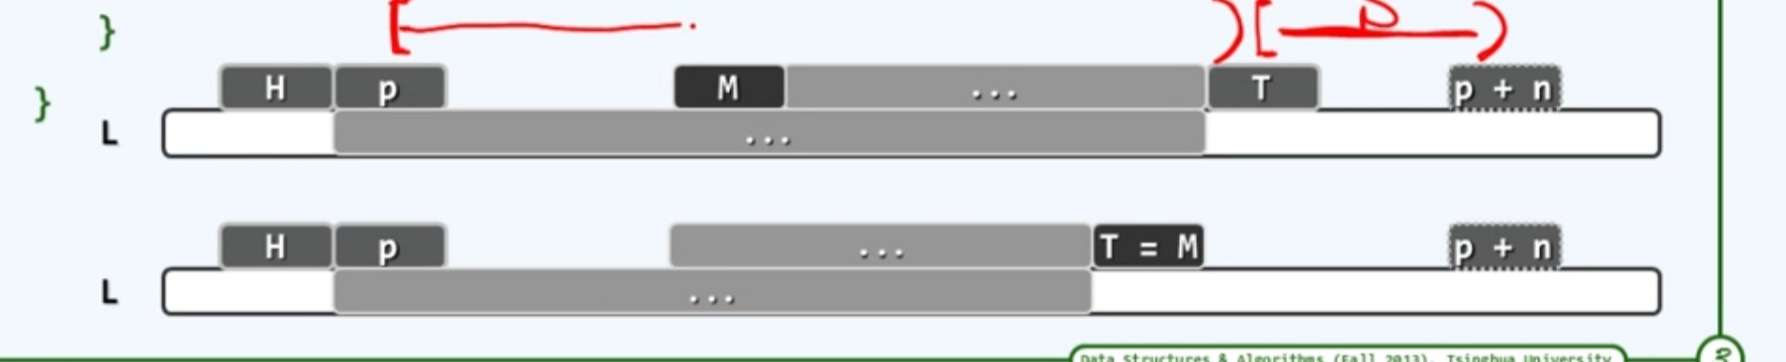 }
H p M ... T p + n
}
L ...
H p ... T = M p + n
L ...
Data Structures & Algorithms (Fall 2013), Tsinghua University